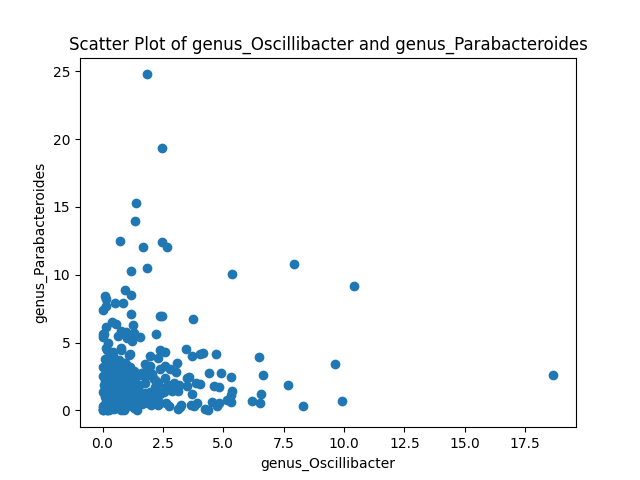 Scatter Plot of genus_Oscillibacter and genus_Parabacteroides
25
20
15
10
5
0
genus_Parabacteroides
0.0 2.5 5.0 7.5 10.0 12.5 15.0 17.5
genus_Oscillibacter